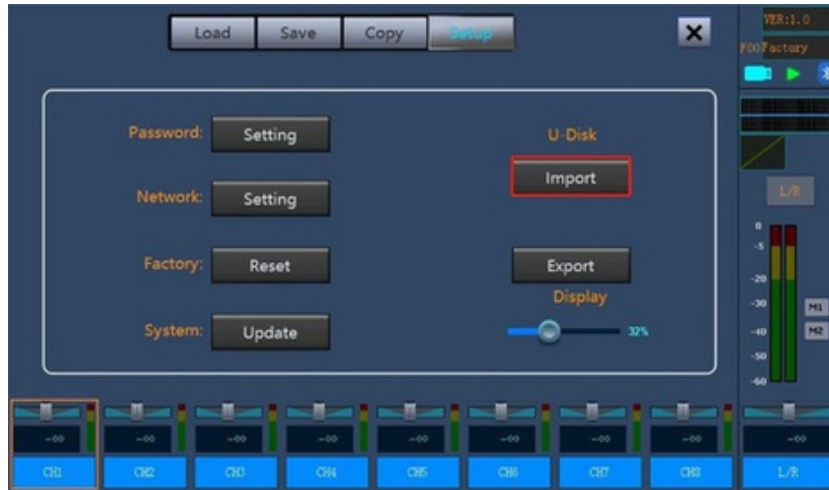 Load Save Copy Setup X
VER:1.0
F00Factory
Password: Setting
U-Disk
Import
Network: Setting
L/R
Factory: Reset
Export
Display
System: Update
32%
0
-5
-20
-30
-40
-50
-60
M1
M2
-∞ -∞ -∞ -∞ -∞ -∞ -∞ -∞ -∞
CH1 CH2 CH3 CH4 CH5 CH6 CH7 CH8 L/R